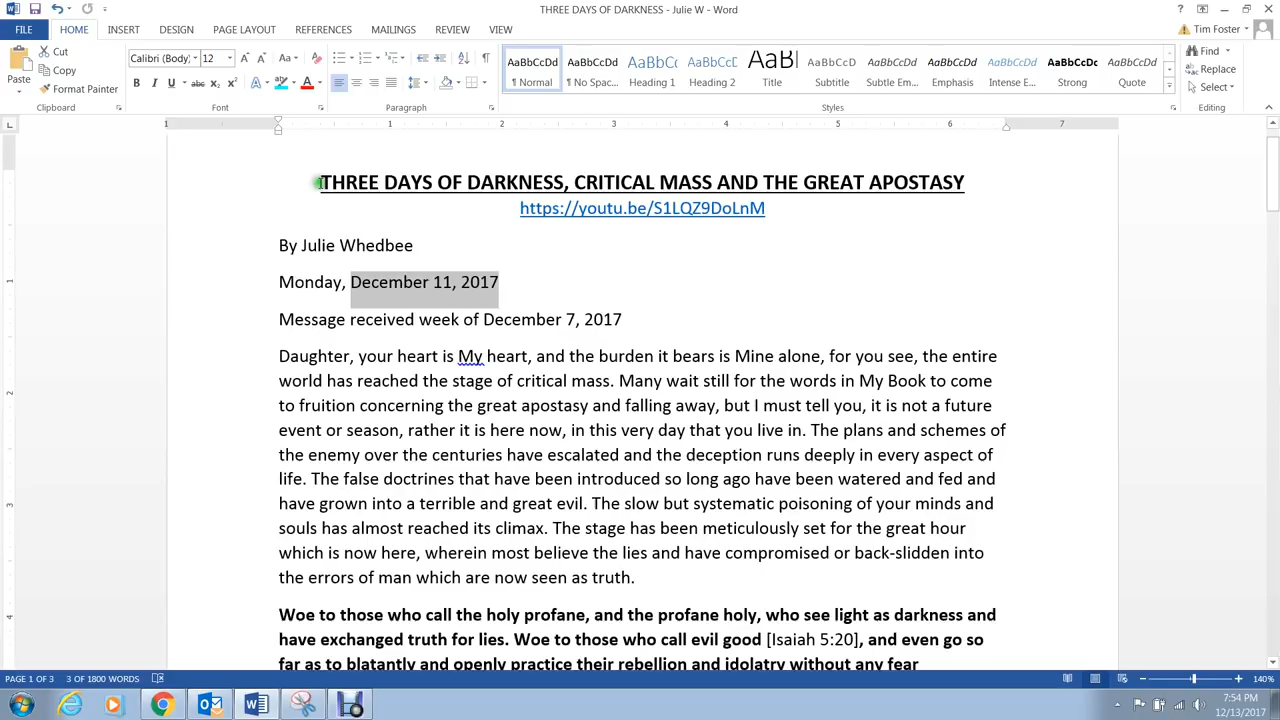 THREE DAYS OF DARKNESS - Julie W - Word
FILE HOME INSERT DESIGN PAGE LAYOUT REFERENCES MAILINGS REVIEW VIEW Tim Foster
Paste Cut Copy Format Painter
Clipboard
Calibri (Body) 12
Font
Paragraph
AaBbCcDd AaBbCcDd AaBbCc AaBbCcD AaBbCcD AaBbCcDd AaBbCcDd AaBbCcDd AaBbCcDc AaBbCcDd
¶ Normal ¶ No Spac... Heading 1 Heading 2 Title Subtitle Subtle Em... Emphasis Intense E... Strong Quote
Styles
Find Replace Select
Editing
THREE DAYS OF DARKNESS, CRITICAL MASS AND THE GREAT APOSTASY
https://youtu.be/S1LQZ9DoLnM
By Julie Whedbee
Monday, December 11, 2017
Message received week of December 7, 2017
Daughter, your heart is My heart, and the burden it bears is Mine alone, for you see, the entire
world has reached the stage of critical mass. Many wait still for the words in My Book to come
to fruition concerning the great apostasy and falling away, but I must tell you, it is not a future
event or season, rather it is here now, in this very day that you live in. The plans and schemes of
the enemy over the centuries have escalated and the deception runs deeply in every aspect of
life. The false doctrines that have been introduced so long ago have been watered and fed and
have grown into a terrible and great evil. The slow but systematic poisoning of your minds and
souls has almost reached its climax. The stage has been meticulously set for the great hour
which is now here, wherein most believe the lies and have compromised or back-slidden into
the errors of man which are now seen as truth.
Woe to those who call the holy profane, and the profane holy, who see light as darkness and
have exchanged truth for lies. Woe to those who call evil good [Isaiah 5:20], and even go so
far as to blatantly and openly practice their rebellion and idolatry without any fear
PAGE 1 OF 3 3 OF 1800 WORDS 140%
7:54 PM
12/13/2017